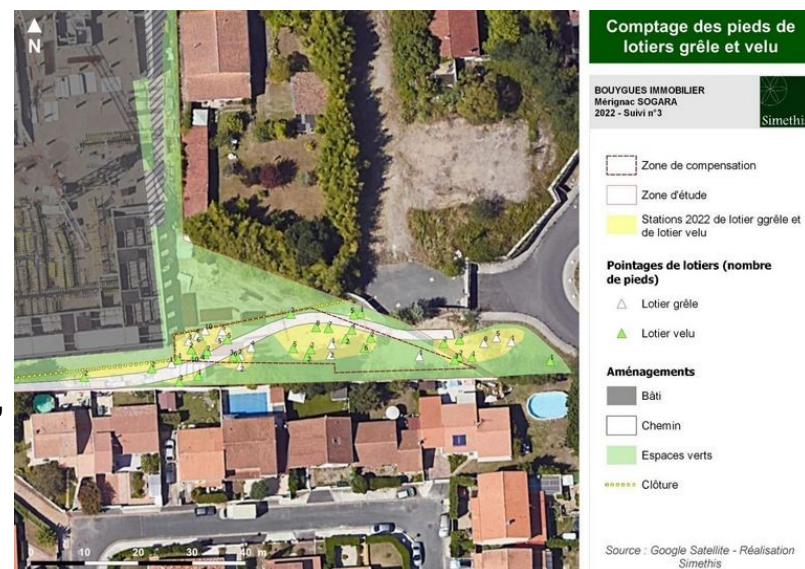 N
Comptage des pieds de
lotiers grêle et velu
BOUYGUES IMMOBILIER
Mérignac SOGARA
2022 - Suivi n°3
Simethis
Zone de compensation
Zone d'étude
Stations 2022 de lotier ggrêle et
de lotier velu
Pointages de lotiers (nombre
de pieds)
Lotier grêle
Lotier velu
Aménagements
Bâti
Chemin
Espaces verts
Clôture
0 10 20 30 40 m
Source : Google Satellite - Réalisation
Simethis